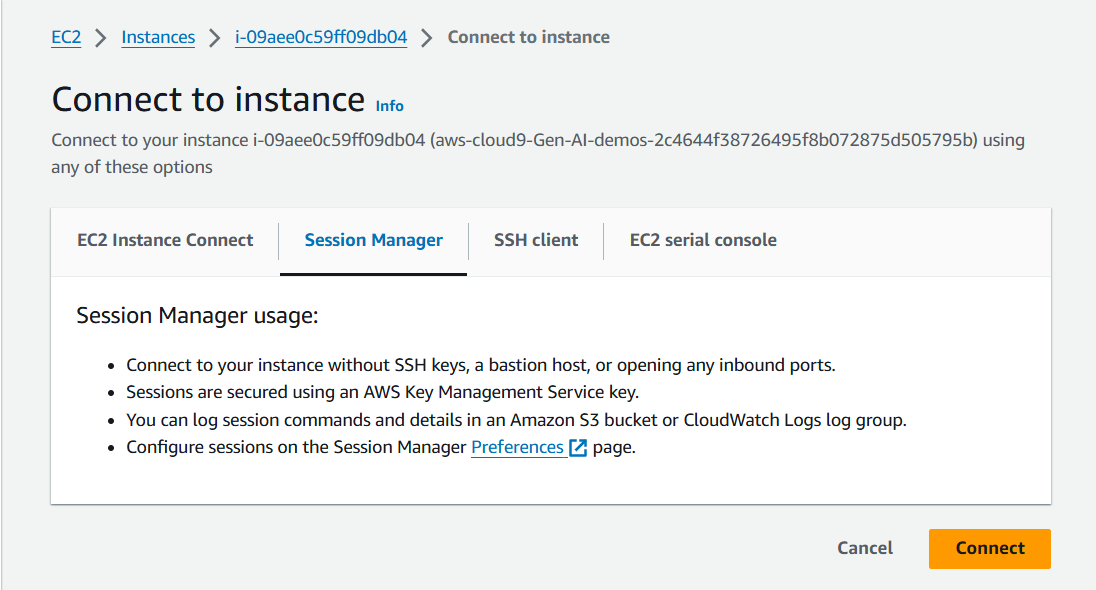 EC2 > Instances > i-09aee0c59ff09db04 > Connect to instance
Connect to instance Info
Connect to your instance i-09aee0c59ff09db04 (aws-cloud9-Gen-AI-demos-2c4644f38726495f8b072875d505795b) using
any of these options
EC2 Instance Connect
Session Manager
SSH client
EC2 serial console
Session Manager usage:
• Connect to your instance without SSH keys, a bastion host, or opening any inbound ports.
• Sessions are secured using an AWS Key Management Service key.
• You can log session commands and details in an Amazon S3 bucket or CloudWatch Logs log group.
• Configure sessions on the Session Manager Preferences page.
Cancel
Connect